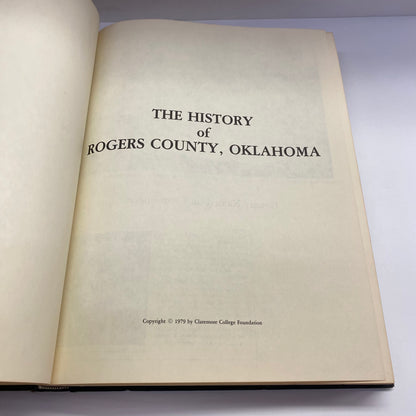 THE HISTORY
of
ROGERS COUNTY, OKLAHOMA
Copyright © 1979 by Claremore College Foundation